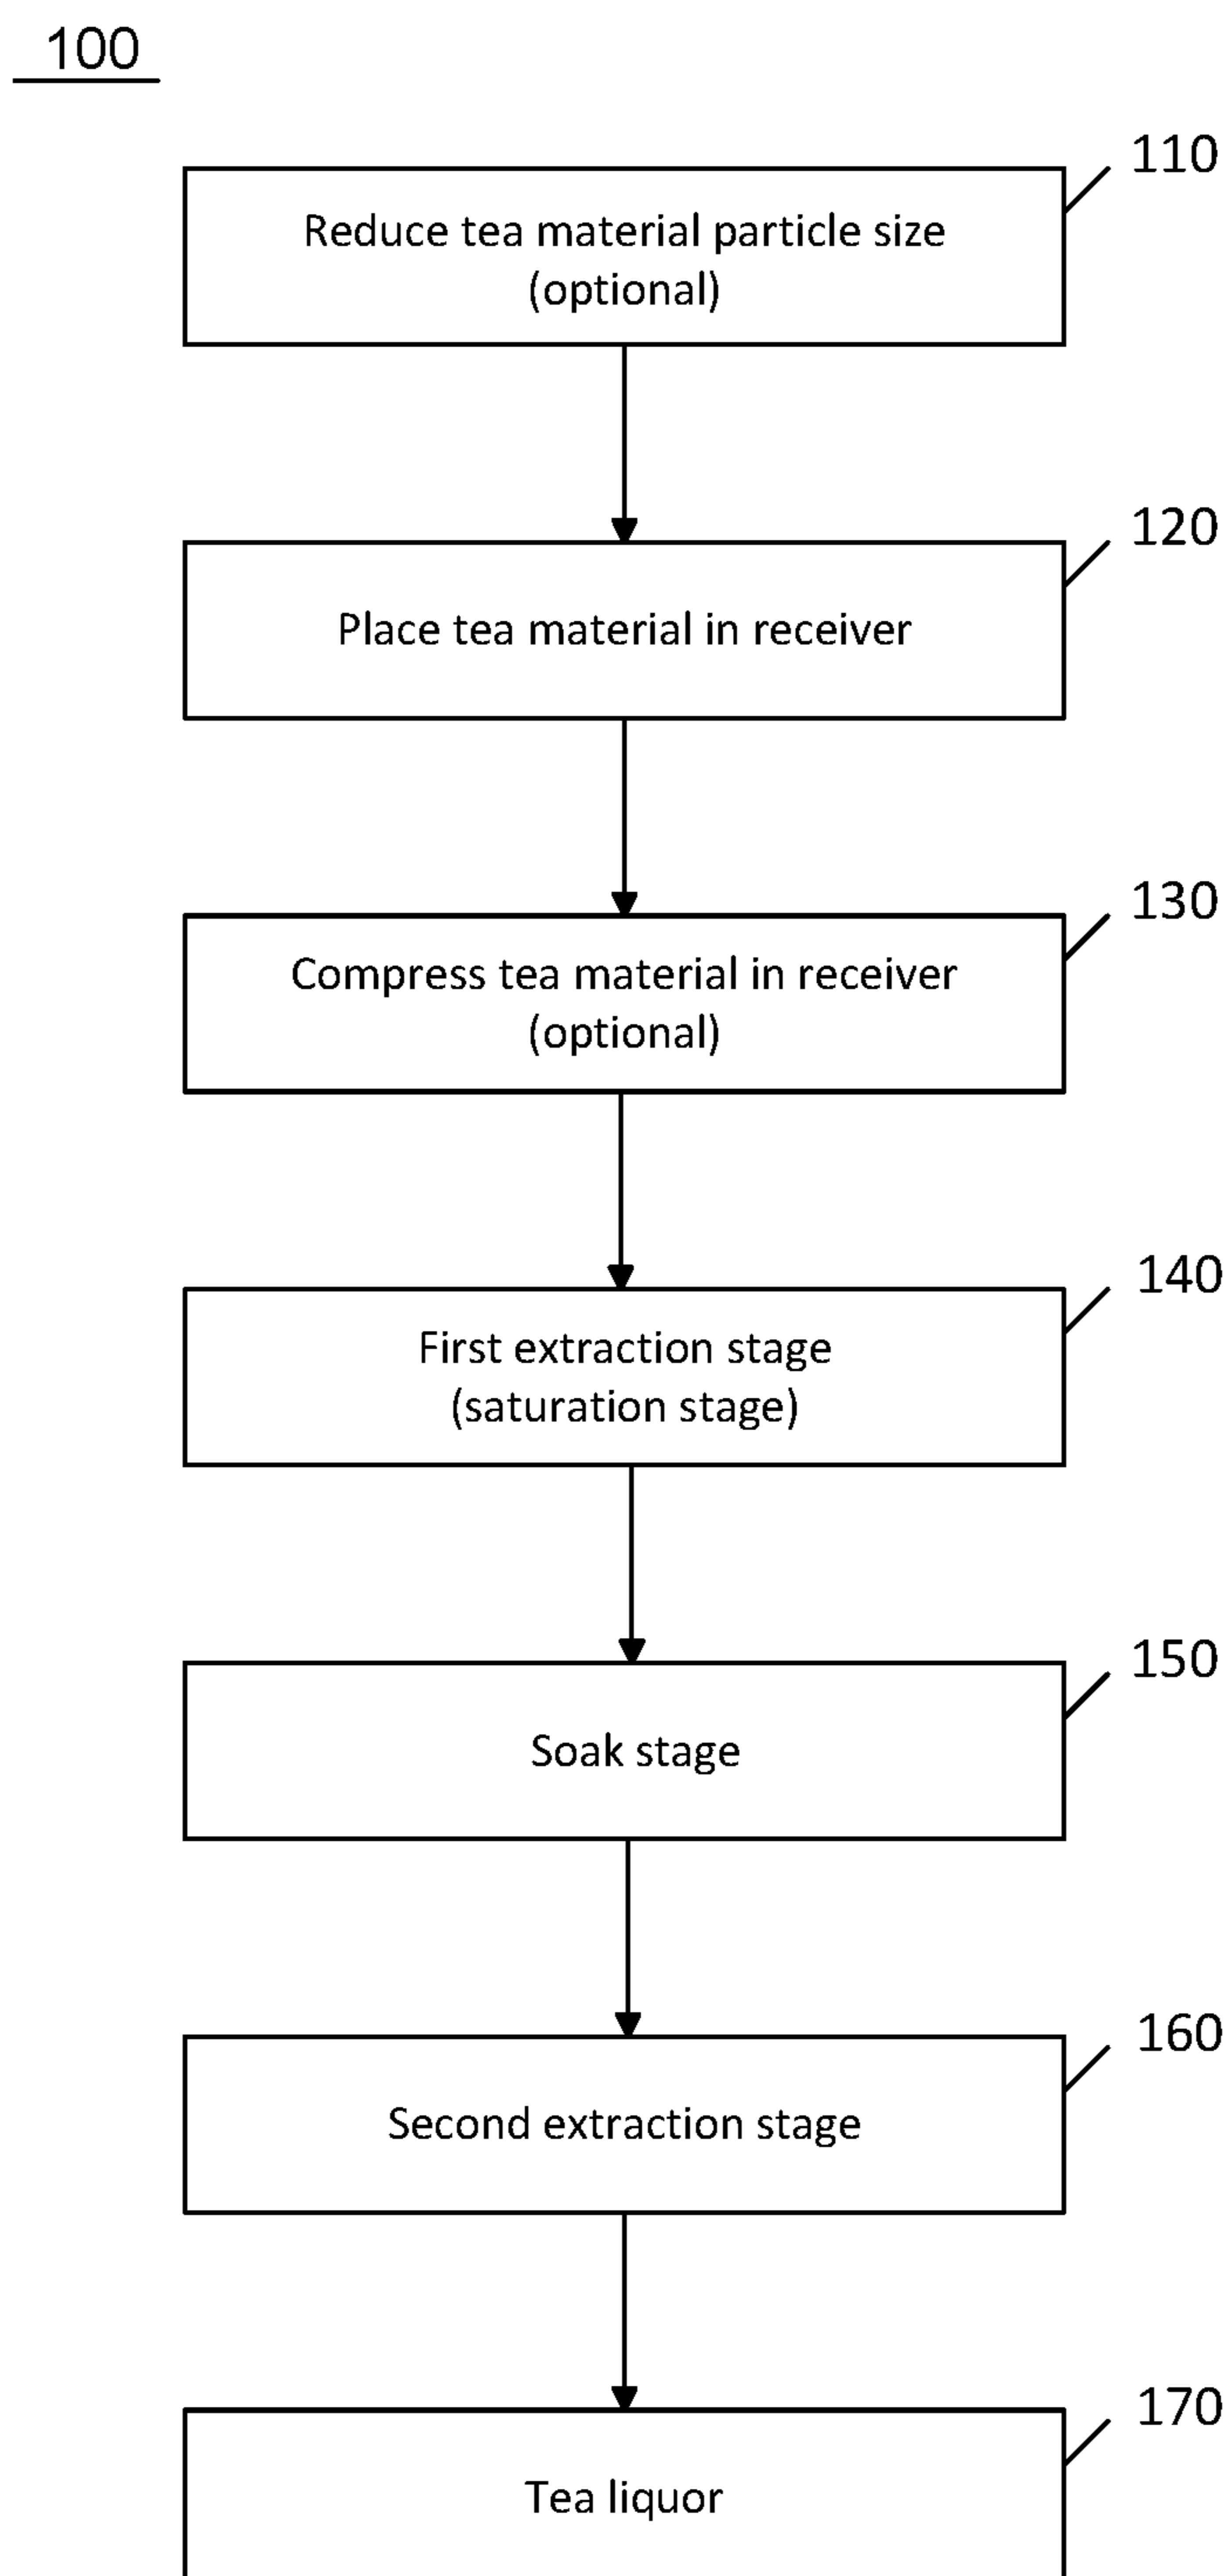 100
110
Reduce tea material particle size
(optional)
120
Place tea material in receiver
130
Compress tea material in receiver
(optional)
140
First extraction stage
(saturation stage)
150
Soak stage
160
Second extraction stage
170
Tea liquor